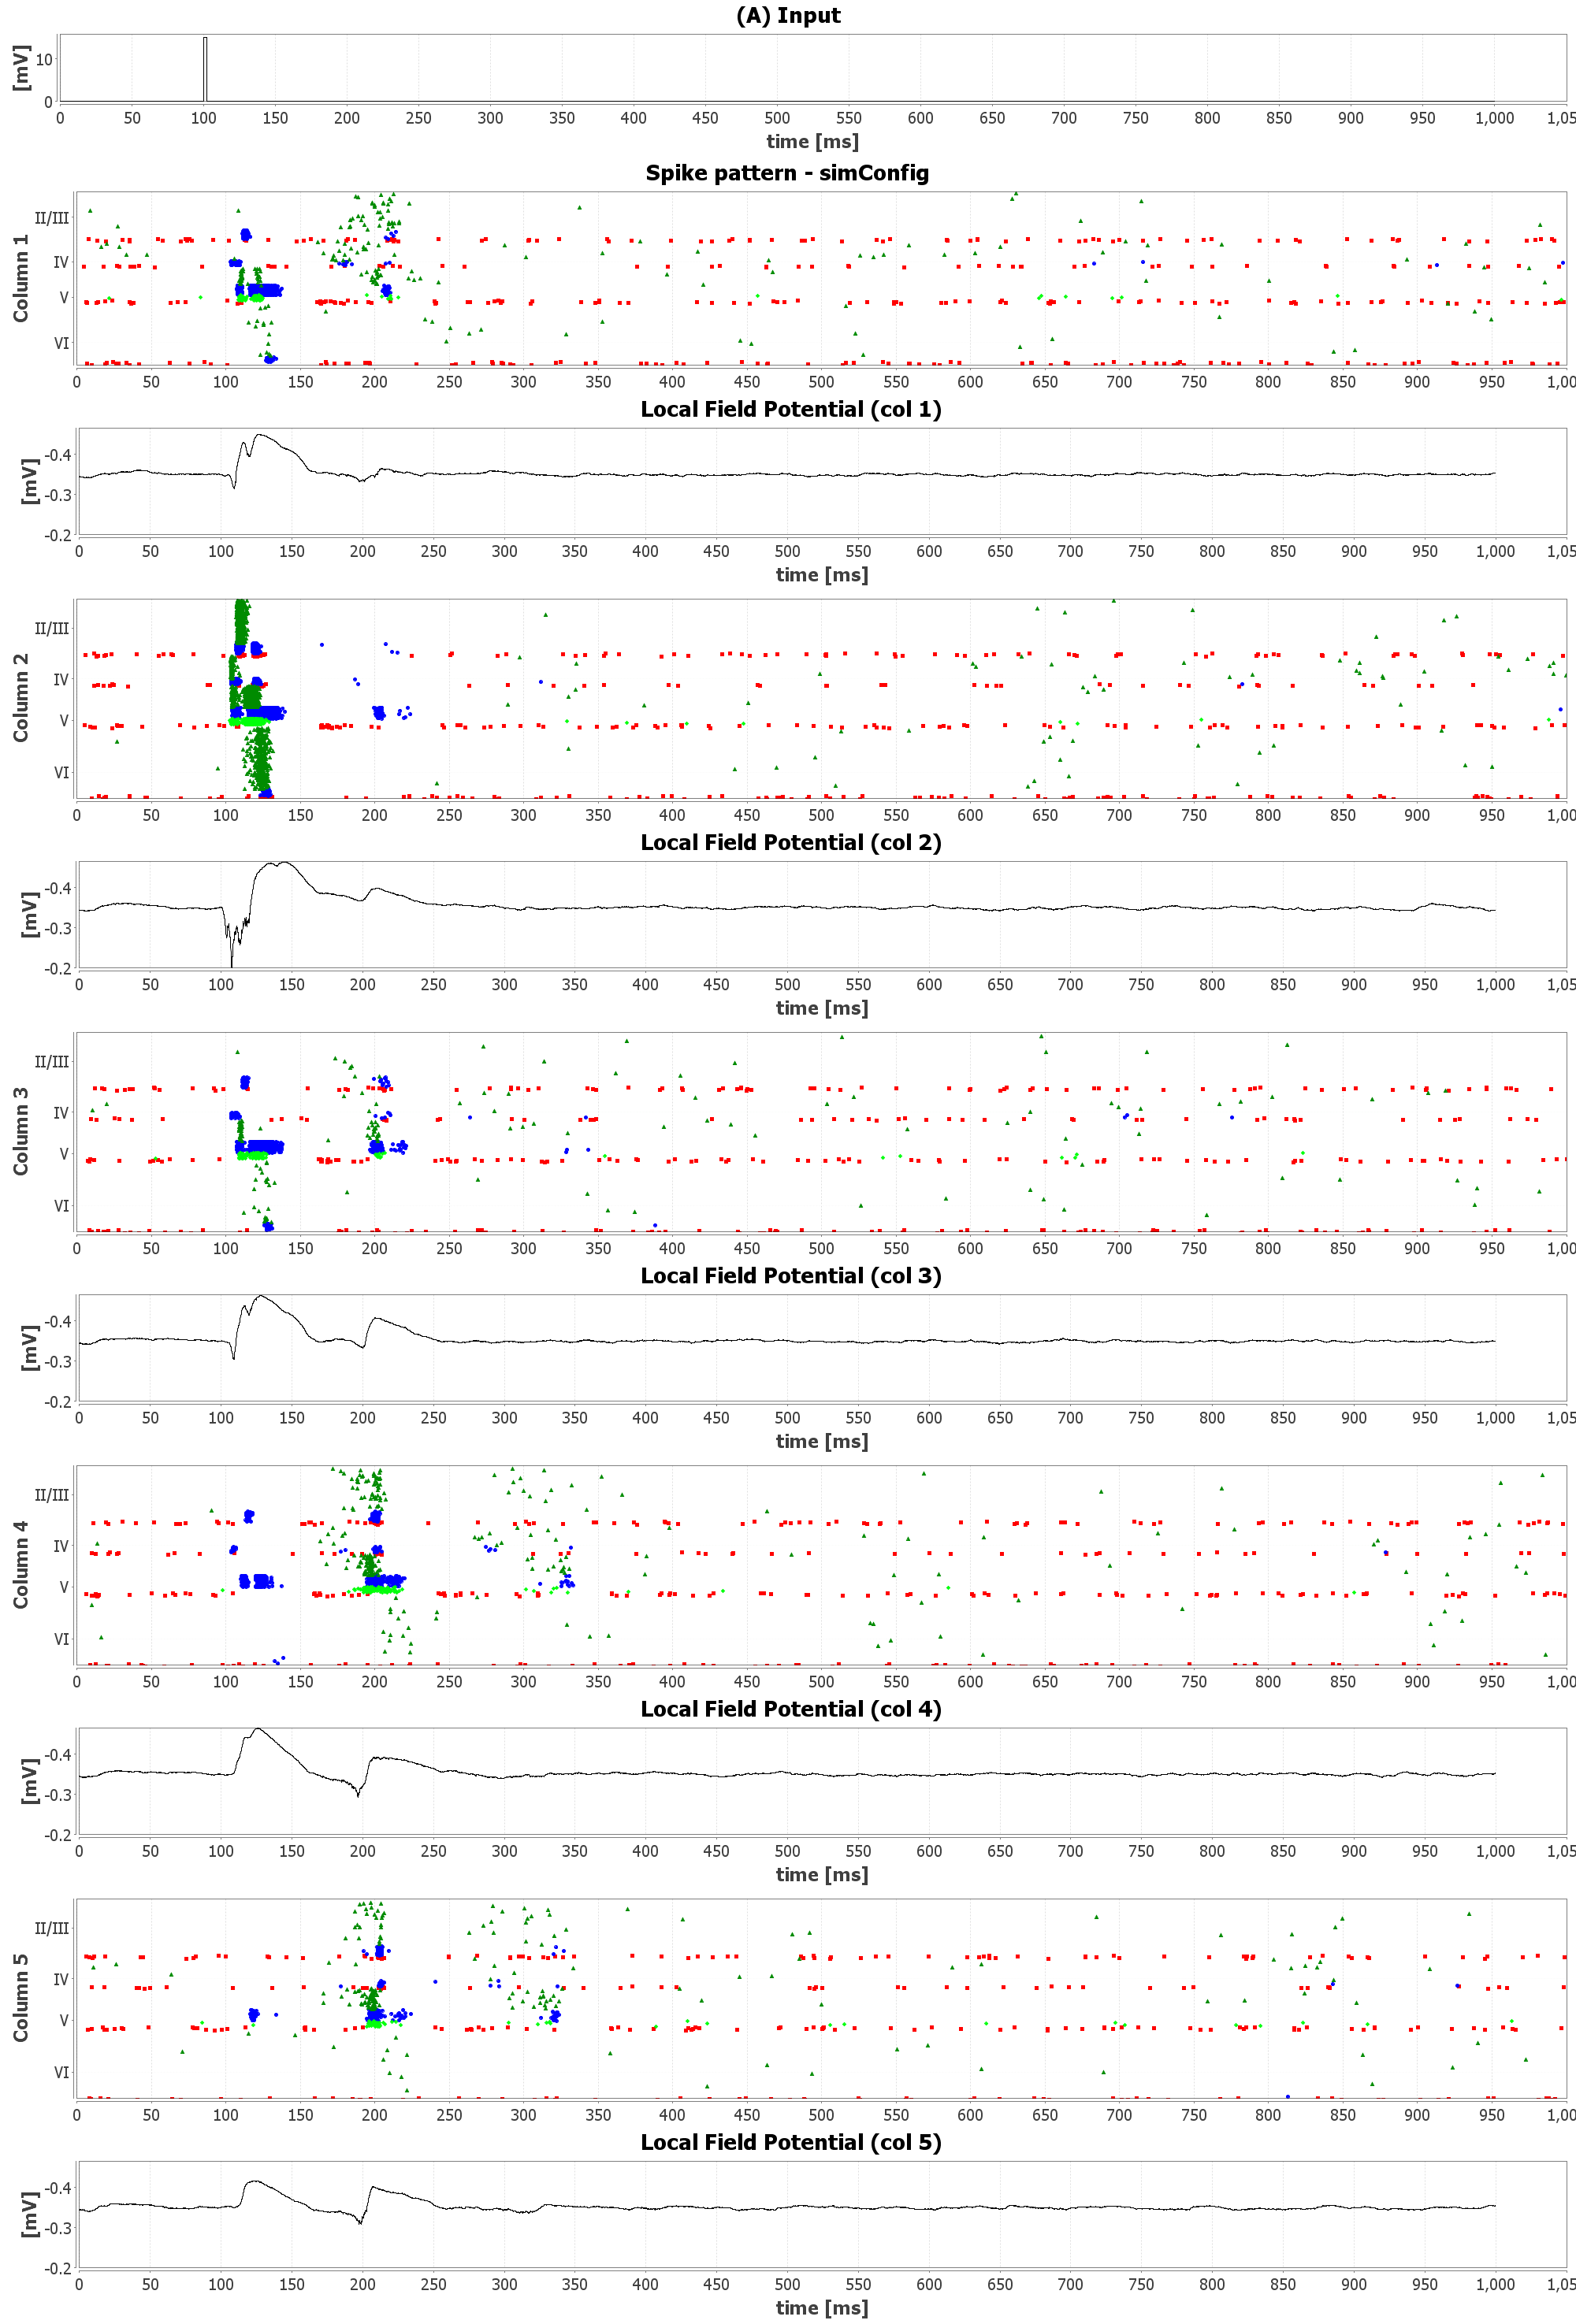 (A) Input
[mV]
10
0
0 50 100 150 200 250 300 350 400 450 500 550 600 650 700 750 800 850 900 950 1,000 1,05
time [ms]
Spike pattern - simConfig
Column 1
II/III
IV
V
VI
0 50 100 150 200 250 300 350 400 450 500 550 600 650 700 750 800 850 900 950 1,00
Local Field Potential (col 1)
[mV]
-0.4
-0.3
-0.2
0 50 100 150 200 250 300 350 400 450 500 550 600 650 700 750 800 850 900 950 1,000 1,05
time [ms]
Column 2
II/III
IV
V
VI
0 50 100 150 200 250 300 350 400 450 500 550 600 650 700 750 800 850 900 950 1,00
Local Field Potential (col 2)
[mV]
-0.4
-0.3
-0.2
0 50 100 150 200 250 300 350 400 450 500 550 600 650 700 750 800 850 900 950 1,000 1,05
time [ms]
Column 3
II/III
IV
V
VI
0 50 100 150 200 250 300 350 400 450 500 550 600 650 700 750 800 850 900 950 1,00
Local Field Potential (col 3)
[mV]
-0.4
-0.3
-0.2
0 50 100 150 200 250 300 350 400 450 500 550 600 650 700 750 800 850 900 950 1,000 1,05
time [ms]
Column 4
II/III
IV
V
VI
0 50 100 150 200 250 300 350 400 450 500 550 600 650 700 750 800 850 900 950 1,00
Local Field Potential (col 4)
[mV]
-0.4
-0.3
-0.2
0 50 100 150 200 250 300 350 400 450 500 550 600 650 700 750 800 850 900 950 1,000 1,05
time [ms]
Column 5
II/III
IV
V
VI
0 50 100 150 200 250 300 350 400 450 500 550 600 650 700 750 800 850 900 950 1,00
Local Field Potential (col 5)
[mV]
-0.4
-0.3
-0.2
0 50 100 150 200 250 300 350 400 450 500 550 600 650 700 750 800 850 900 950 1,000 1,05
time [ms]